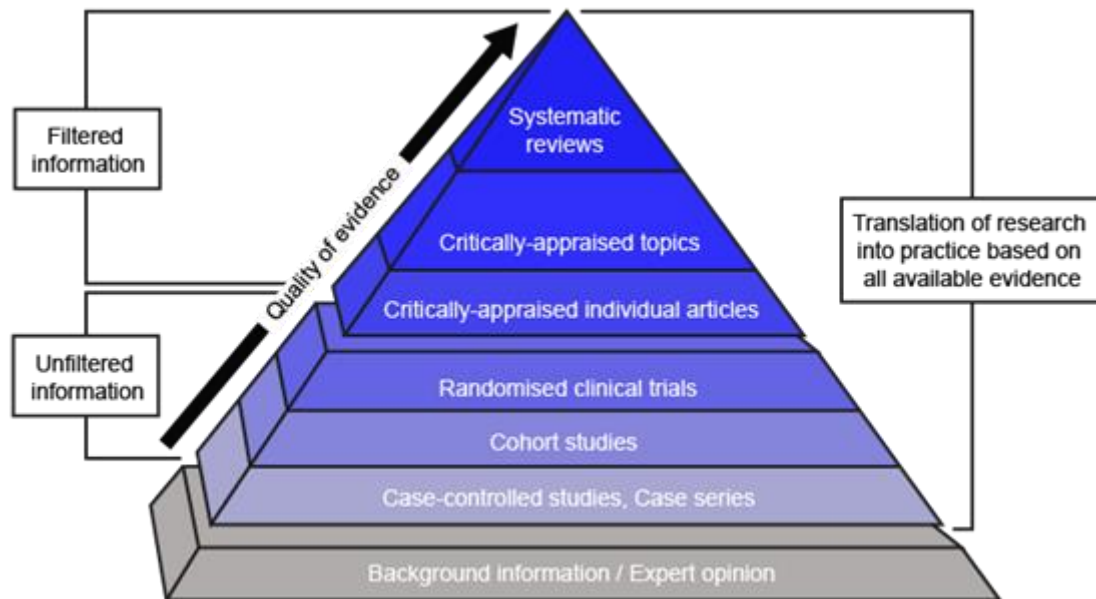 Filtered
information
Unfiltered
information
Quality of evidence
Systematic
reviews
Critically-appraised topics
Critically-appraised individual articles
Randomised clinical trials
Cohort studies
Case-controlled studies, Case series
Background information / Expert opinion
Translation of research
into practice based on
all available evidence